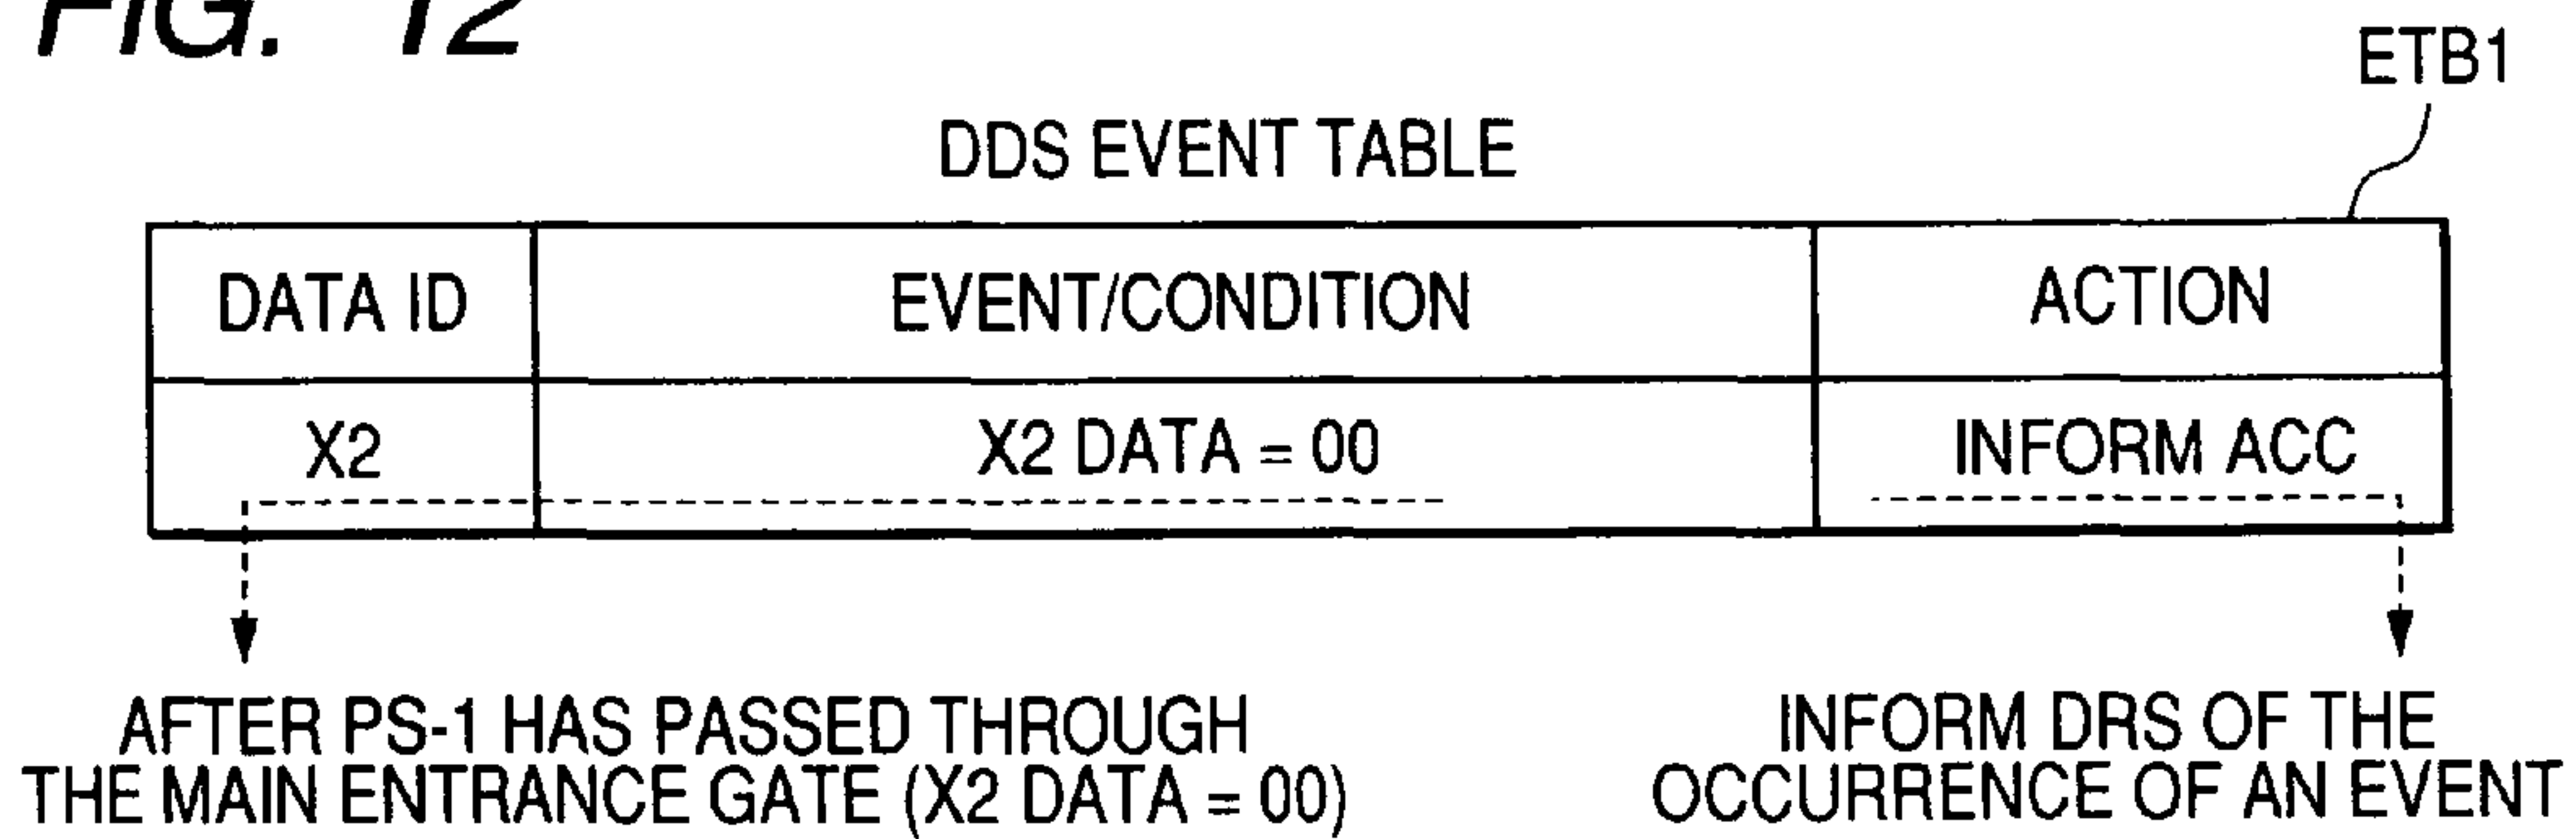 FIG. 12
ETB1
DDS EVENT TABLE
DATA ID EVENT/CONDITION ACTION
X2 X2 DATA = 00 INFORM ACC
AFTER PS-1 HAS PASSED THROUGH
THE MAIN ENTRANCE GATE (X2 DATA = 00)
INFORM DRS OF THE
OCCURRENCE OF AN EVENT